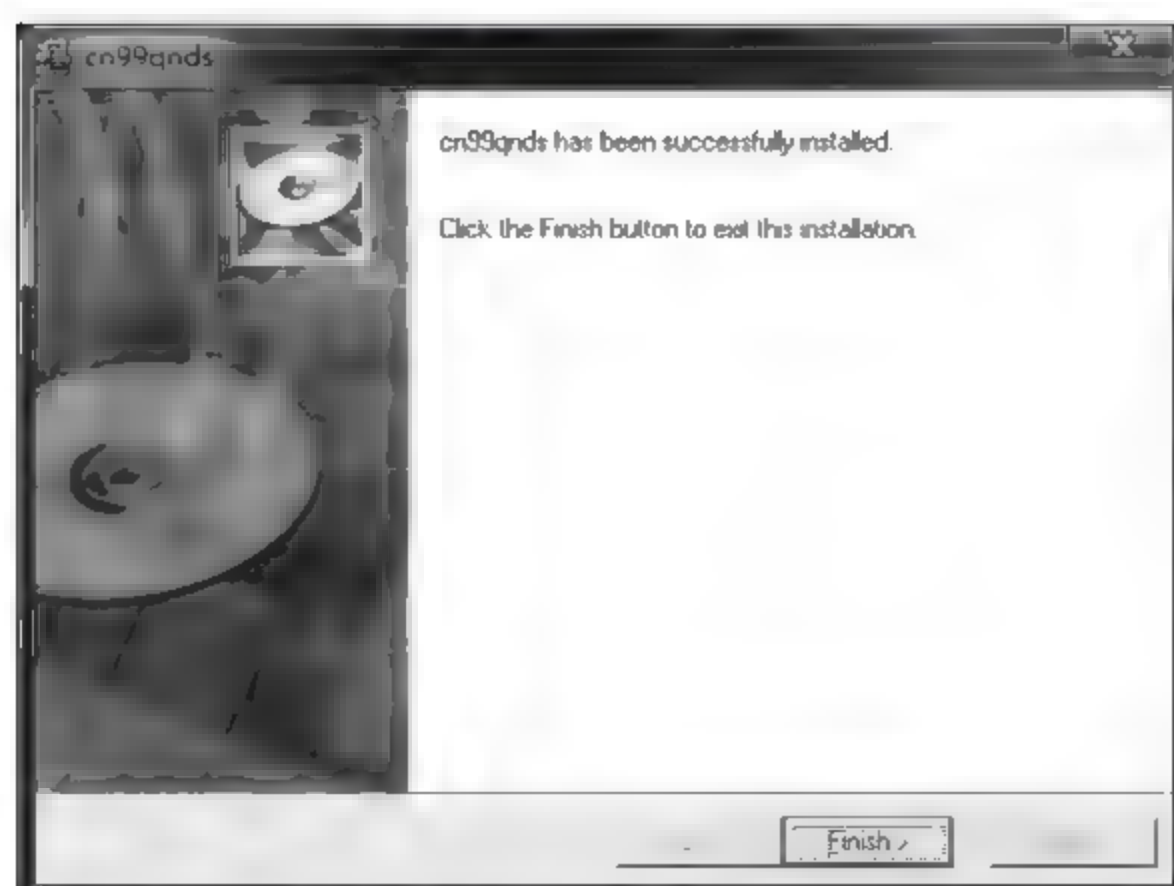 cn99qnds
cn99qnds has been successfully installed.
Click the Finish button to exit this installation.
Finish